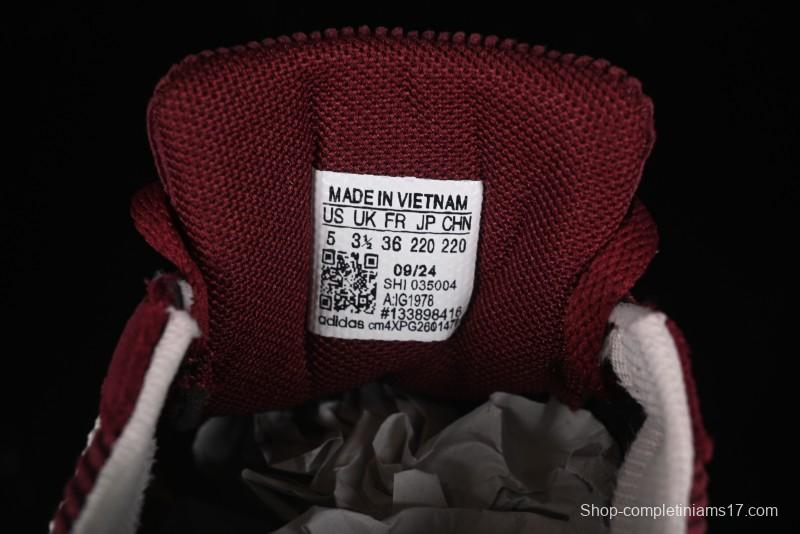 MADE IN VIETNAM
US UK FR JP CHN
5 3½ 36 220 220
09/24
SHI 035004
A:IG1978
#133898416
adidas cm4XPG260147
Shop-completiniams17.com